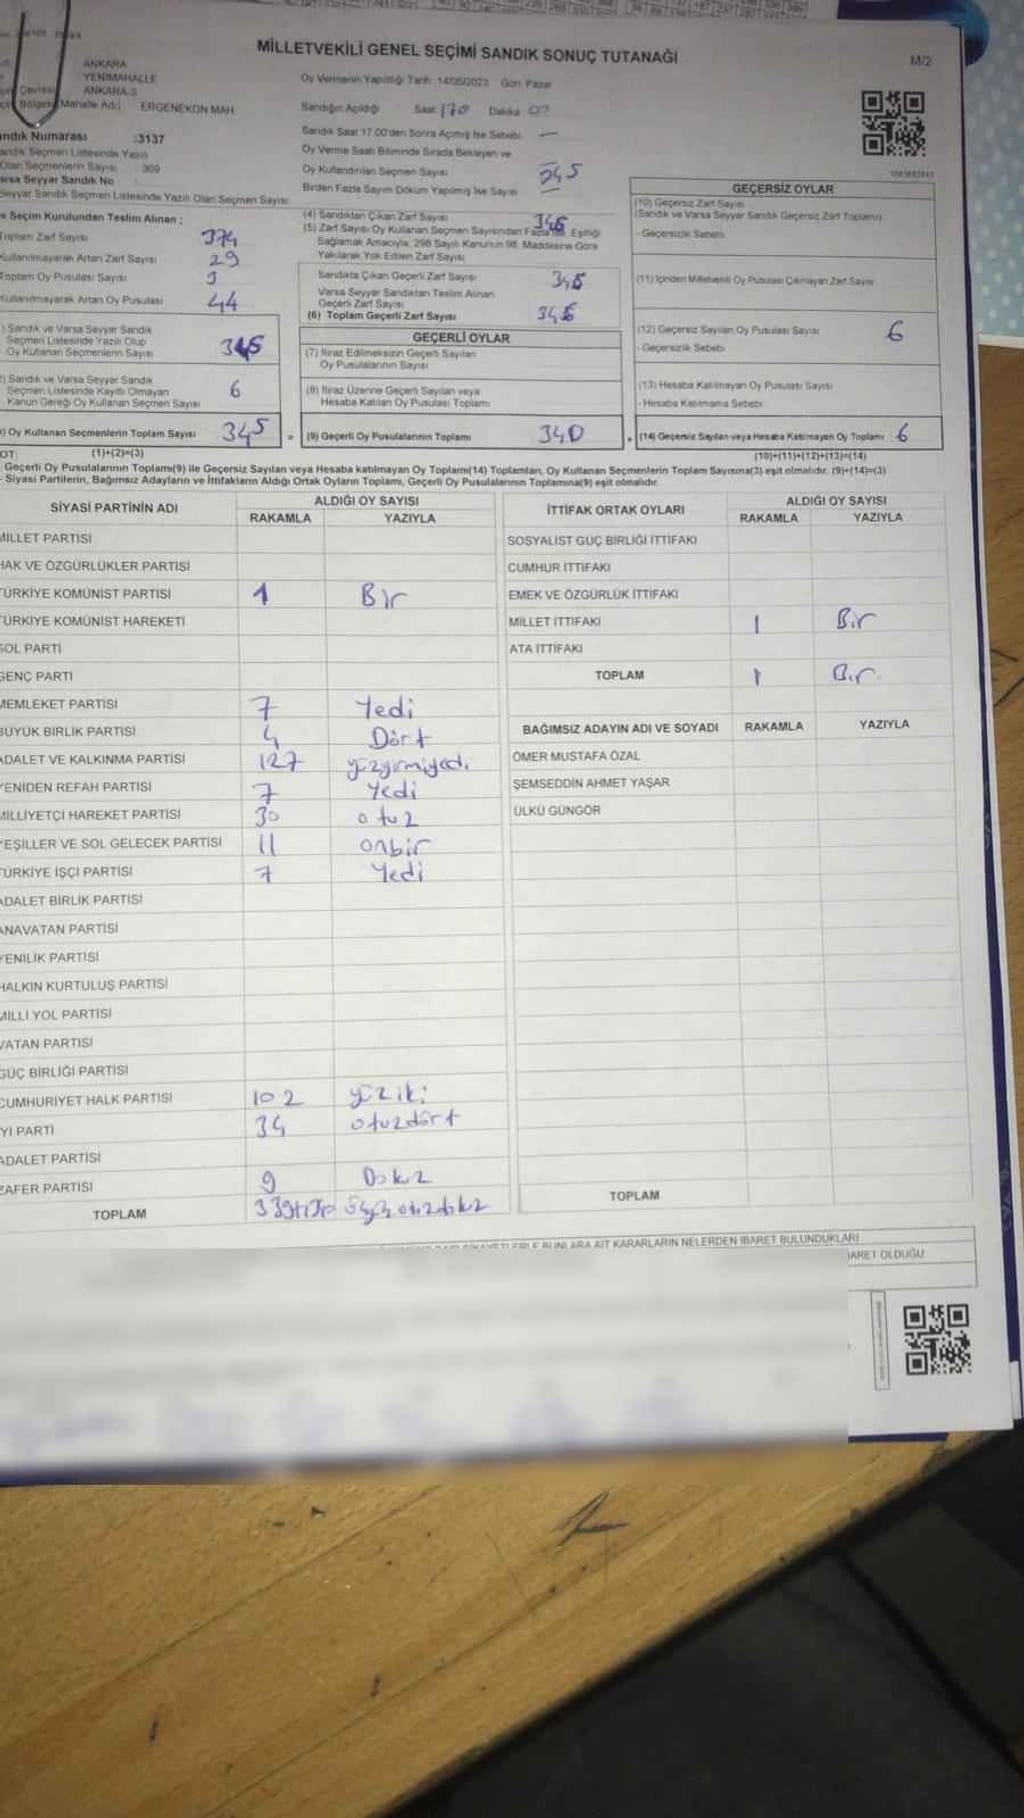 MİLLETVEKİLİ GENEL SEÇİMİ SANDIK SONUÇ TUTANAĞI
M/2
ANKARA
YENİMAHALLE
ANKARA-3
Mahalle Adı) ERGENEKON MAH.
Oy Vermenin Yapıldığı Tarih: 14/05/2023 Gün: Pazar
Sandığın Açıldığı Saat: 170 Dakika 00
Sandık Saat 17.00'den Sonra Açılmış İse Sebebi: —
Oy Verme Saati Bitiminde Sırada Bekleyen ve
Oy Kullandırılan Seçmen Sayısı
Birden Fazla Sayım Döküm Yapılmış İse Sayısı
345
ndık Numarası :3137
Sandık Seçmen Listesinde Yazılı
Olan Seçmenlerin Sayısı 369
arsa Seyyar Sandık No
Seyyar Sandık Seçmen Listesinde Yazılı Olan Seçmen Sayısı
e Seçim Kurulundan Teslim Alınan :
Toplam Zarf Sayısı 374
Kullanılmayarak Artan Zarf Sayısı 29
Toplam Oy Pusulası Sayısı
Kullanılmayarak Artan Oy Pusulası 44
) Sandık ve Varsa Seyyar Sandık
Seçmen Listesinde Yazılı Olup
Oy Kullanan Seçmenlerin Sayısı 345
) Sandık ve Varsa Seyyar Sandık
Seçmen Listesinde Kayıtlı Olmayan
Kanun Gereği Oy Kullanan Seçmen Sayısı 6
) Oy Kullanan Seçmenlerin Toplam Sayısı 345
(1)+(2)=(3)
(4) Sandıktan Çıkan Zarf Sayısı 345
(5) Zarf Sayısı Oy Kullanan Seçmen Sayısından Fazla İse, Eşitliği
Sağlamak Amacıyla, 298 Sayılı Kanunun 98. Maddesine Göre
Yakılarak Yok Edilen Zarf Sayısı
Sandıkta Çıkan Geçerli Zarf Sayısı 345
Varsa Seyyar Sandıktan Teslim Alınan
Geçerli Zarf Sayısı
(6) Toplam Geçerli Zarf Sayısı 345
GEÇERLİ OYLAR
(7) İtiraz Edilmeksizin Geçerli Sayılan
Oy Pusulalarının Sayısı
(8) İtiraz Üzerine Geçerli Sayılan veya
Hesaba Katılan Oy Pusulası Toplamı
(9) Geçerli Oy Pusulalarının Toplamı 340
GEÇERSİZ OYLAR
(10) Geçersiz Zarf Sayısı
(Sandık ve Varsa Seyyar Sandık Geçersiz Zarf Toplamı)
- Geçersizlik Sebebi
(11) İçinden Milletvekili Oy Pusulası Çıkmayan Zarf Sayısı
(12) Geçersiz Sayılan Oy Pusulası Sayısı 6
- Geçersizlik Sebebi
(13) Hesaba Katılmayan Oy Pusulası Sayısı
- Hesaba Katılmama Sebebi
(14) Geçersiz Sayılan veya Hesaba Katılmayan Oy Toplamı 6
(10)+(11)+(12)+(13)=(14)
OT:
Geçerli Oy Pusulalarının Toplamı(9) ile Geçersiz Sayılan veya Hesaba katılmayan Oy Toplamı(14) Toplamları, Oy Kullanan Seçmenlerin Toplam Sayısına(3) eşit olmalıdır. (9)+(14)=(3)
- Siyasi Partilerin, Bağımsız Adayların ve İttifakların Aldığı Ortak Oyların Toplamı, Geçerli Oy Pusulalarının Toplamına(9) eşit olmalıdır.
SİYASİ PARTİNİN ADI ALDIĞI OY SAYISI
RAKAMLA YAZIYLA
MİLLET PARTİSİ
HAK VE ÖZGÜRLÜKLER PARTİSİ
TÜRKİYE KOMÜNİST PARTİSİ 1 Bir
TÜRKİYE KOMÜNİST HAREKETİ
SOL PARTİ
GENÇ PARTİ
MEMLEKET PARTİSİ 7 Yedi
BÜYÜK BİRLİK PARTİSİ 4 Dört
ADALET VE KALKINMA PARTİSİ 127 yüzyirmiyedi
YENİDEN REFAH PARTİSİ 7 Yedi
MİLLİYETÇİ HAREKET PARTİSİ 30 otuz
YEŞİLLER VE SOL GELECEK PARTİSİ 11 onbir
TÜRKİYE İŞÇİ PARTİSİ 7 Yedi
ADALET BİRLİK PARTİSİ
ANAVATAN PARTİSİ
YENİLİK PARTİSİ
HALKIN KURTULUŞ PARTİSİ
MİLLİ YOL PARTİSİ
VATAN PARTİSİ
GÜÇ BİRLİĞİ PARTİSİ
CUMHURİYET HALK PARTİSİ 102 yüziki
İYİ PARTİ 34 otuzdört
ADALET PARTİSİ
ZAFER PARTİSİ 9 Dokuz
TOPLAM 339
İTTİFAK ORTAK OYLARI ALDIĞI OY SAYISI
RAKAMLA YAZIYLA
SOSYALİST GÜÇ BİRLİĞİ İTTİFAKI
CUMHUR İTTİFAKI
EMEK VE ÖZGÜRLÜK İTTİFAKI
MİLLET İTTİFAKI 1 Bir
ATA İTTİFAKI
TOPLAM 1 Bir
BAĞIMSIZ ADAYIN ADI VE SOYADI RAKAMLA YAZIYLA
ÖMER MUSTAFA ÖZAL
ŞEMSEDDİN AHMET YAŞAR
ÜLKÜ GÜNGÖR
TOPLAM
BUNLARA AİT KARARLARIN NELERDEN İBARET BULUNDUKLARI
BARET OLDUĞU